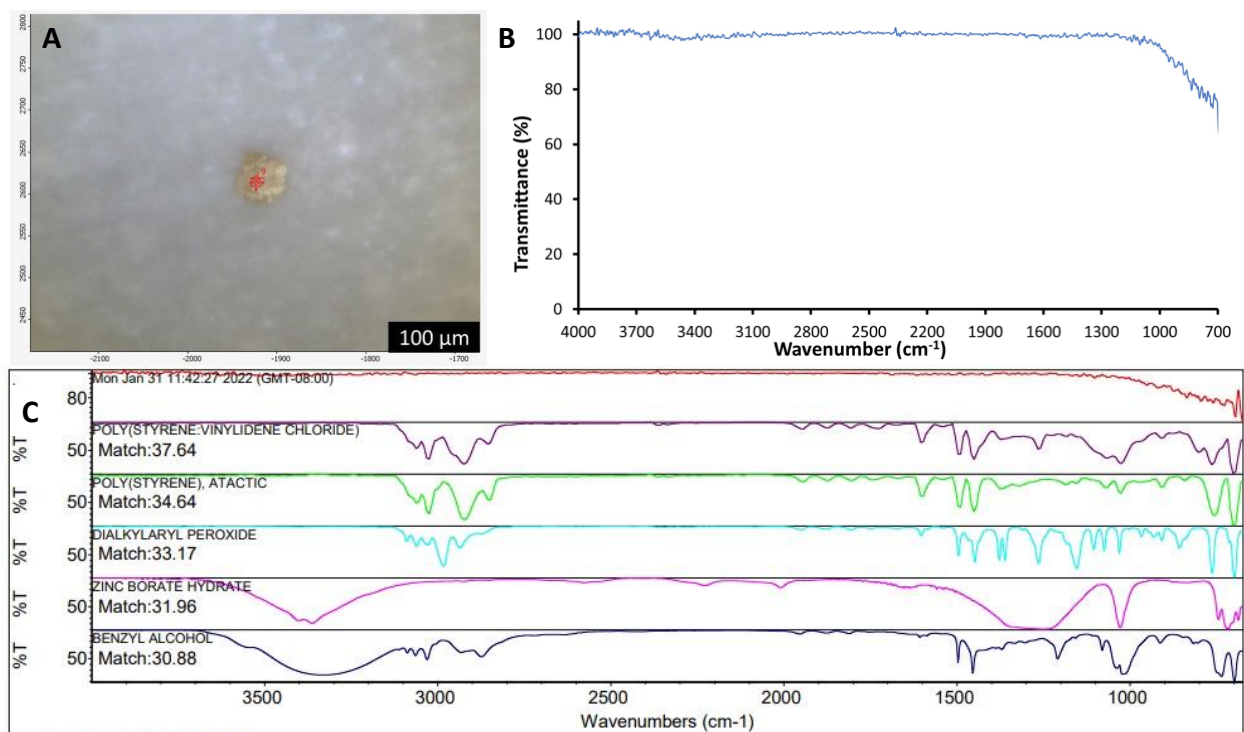 A
2800
2750
2700
2650
2600
2550
2500
2450
-2100 -2000 -1900 -1800 -1700
100 µm
B
Transmittance (%)
100
80
60
40
20
0
4000 3700 3400 3100 2800 2500 2200 1900 1600 1300 1000 700
Wavenumber (cm-1)
C
Mon Jan 31 11:42:27 2022 (GMT-08:00)
80
POLY(STYRENE:VINYLIDENE CHLORIDE)
%T 50 Match:37.64
POLY(STYRENE), ATACTIC
%T 50 Match:34.64
DIALKYLARYL PEROXIDE
%T 50 Match:33.17
ZINC BORATE HYDRATE
%T 50 Match:31.96
BENZYL ALCOHOL
%T 50 Match:30.88
3500 3000 2500 2000 1500 1000
Wavenumbers (cm-1)